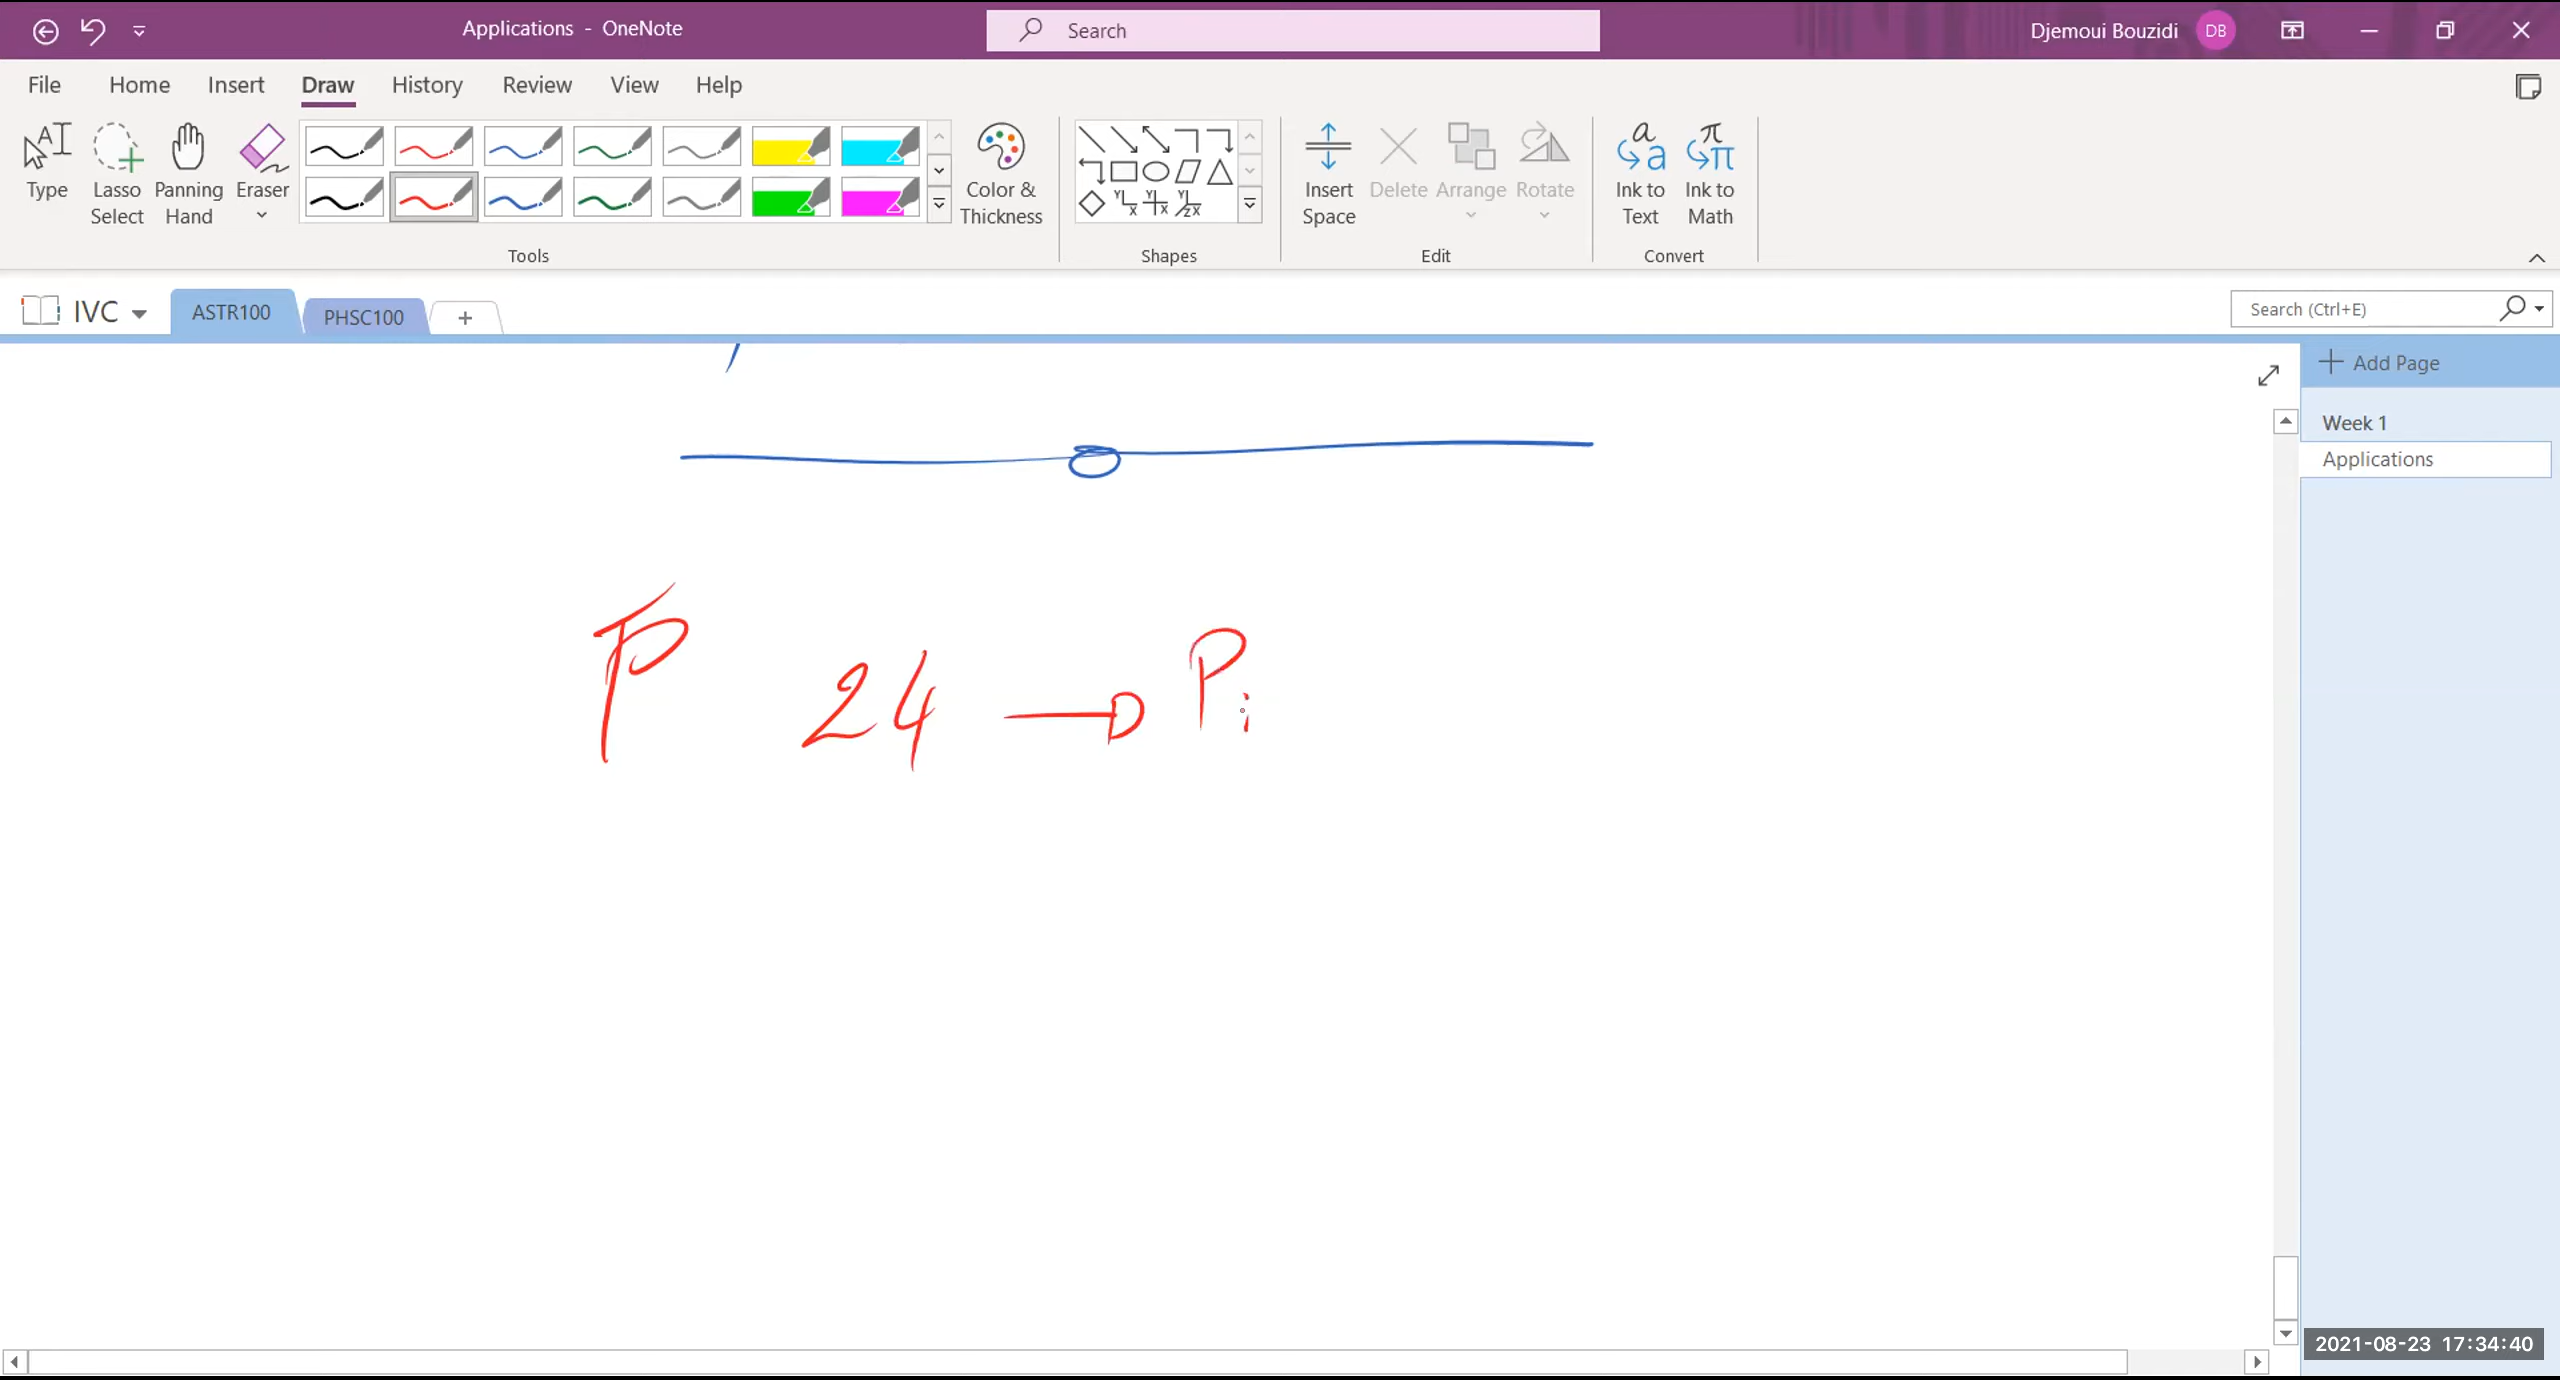 Applications - OneNote
Search
Djemoui Bouzidi DB
File Home Insert Draw History Review View Help
Type
Lasso Select
Panning Hand
Eraser
Color & Thickness
Insert Space
Delete
Arrange
Rotate
Ink to Text
Ink to Math
Tools
Shapes
Edit
Convert
IVC
ASTR100
PHSC100
Search (Ctrl+E)
Add Page
Week 1
Applications
P 24 → Pi
2021-08-23 17:34:40